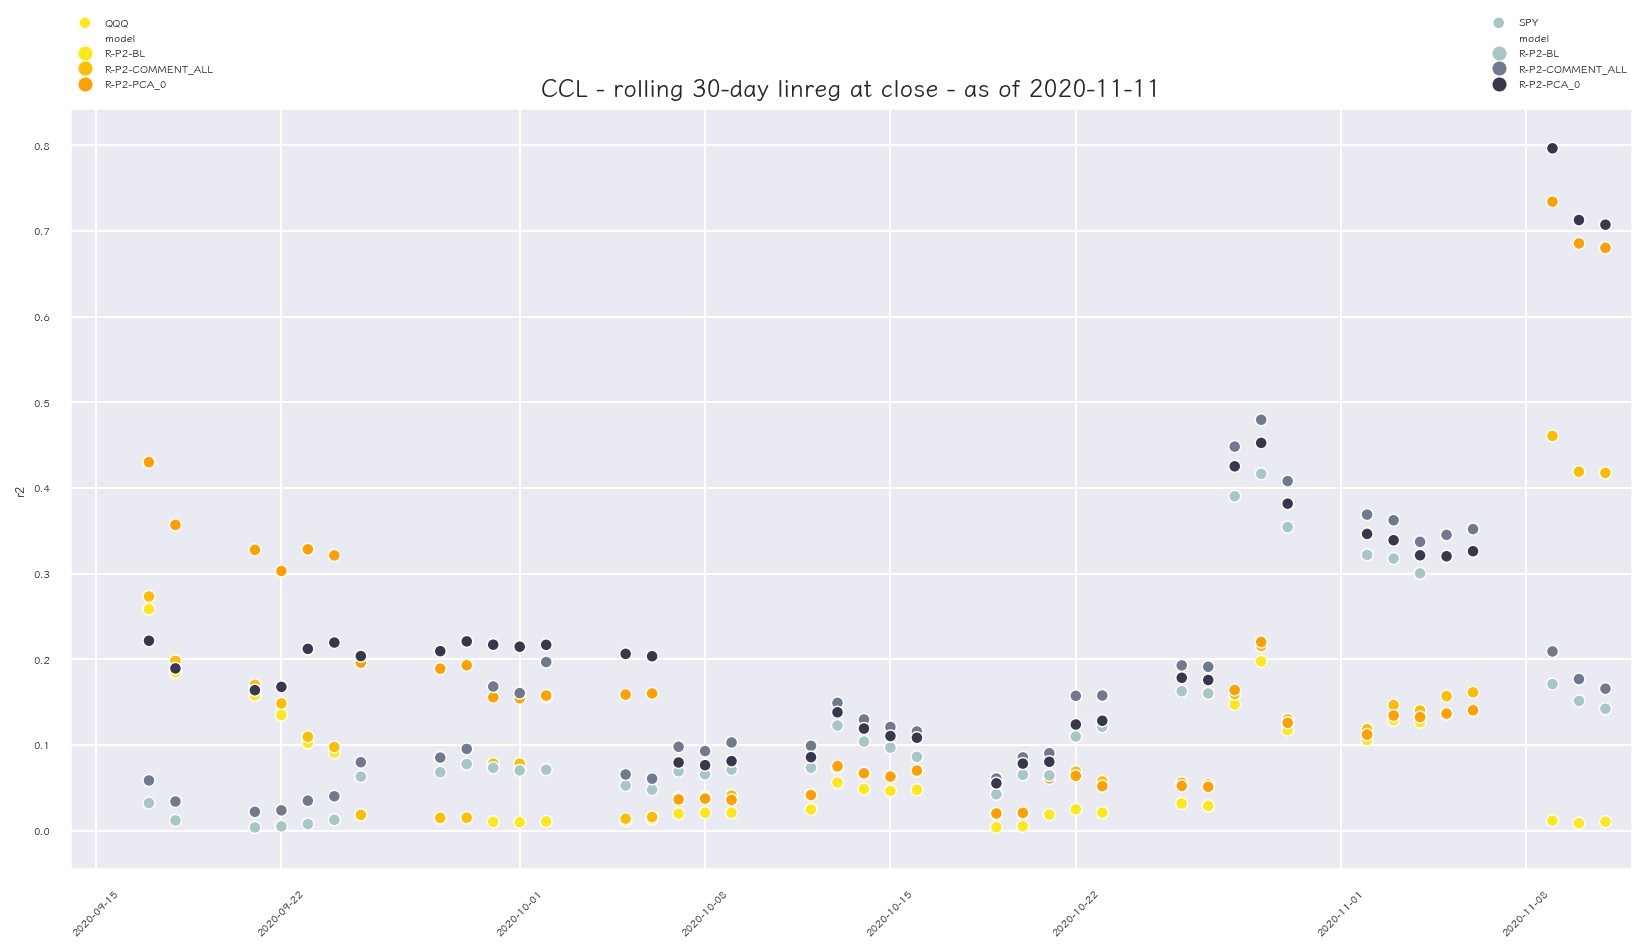 QQQ
model
R-P2-BL
R-P2-COMMENT_ALL
R-P2-PCA_0
SPY
model
R-P2-BL
R-P2-COMMENT_ALL
R-P2-PCA_0
CCL - rolling 30-day linreg at close - as of 2020-11-11
0.8
0.7
0.6
0.5
0.4
0.3
0.2
0.1
0.0
r2
2020-09-15
2020-09-22
2020-10-01
2020-10-08
2020-10-15
2020-10-22
2020-11-01
2020-11-08